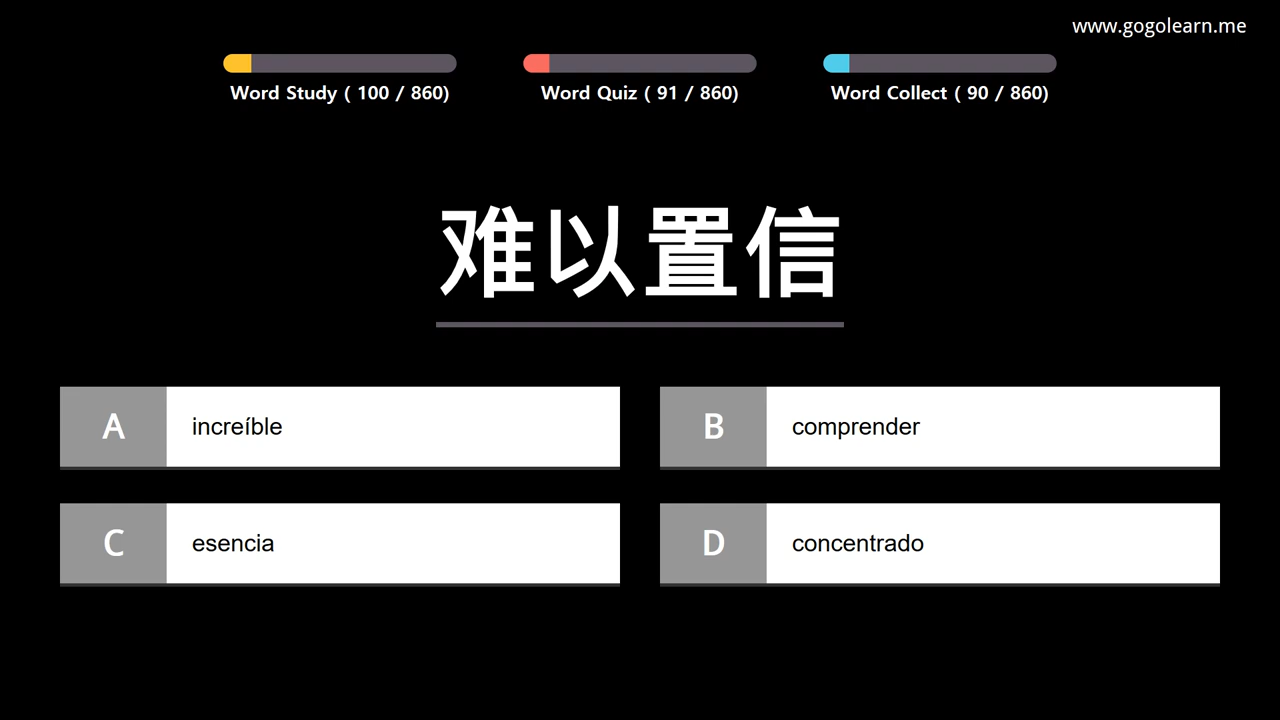 www.gogolearn.me
Word Study ( 100 / 860)
Word Quiz ( 91 / 860)
Word Collect ( 90 / 860)
难以置信
A increíble
B comprender
C esencia
D concentrado